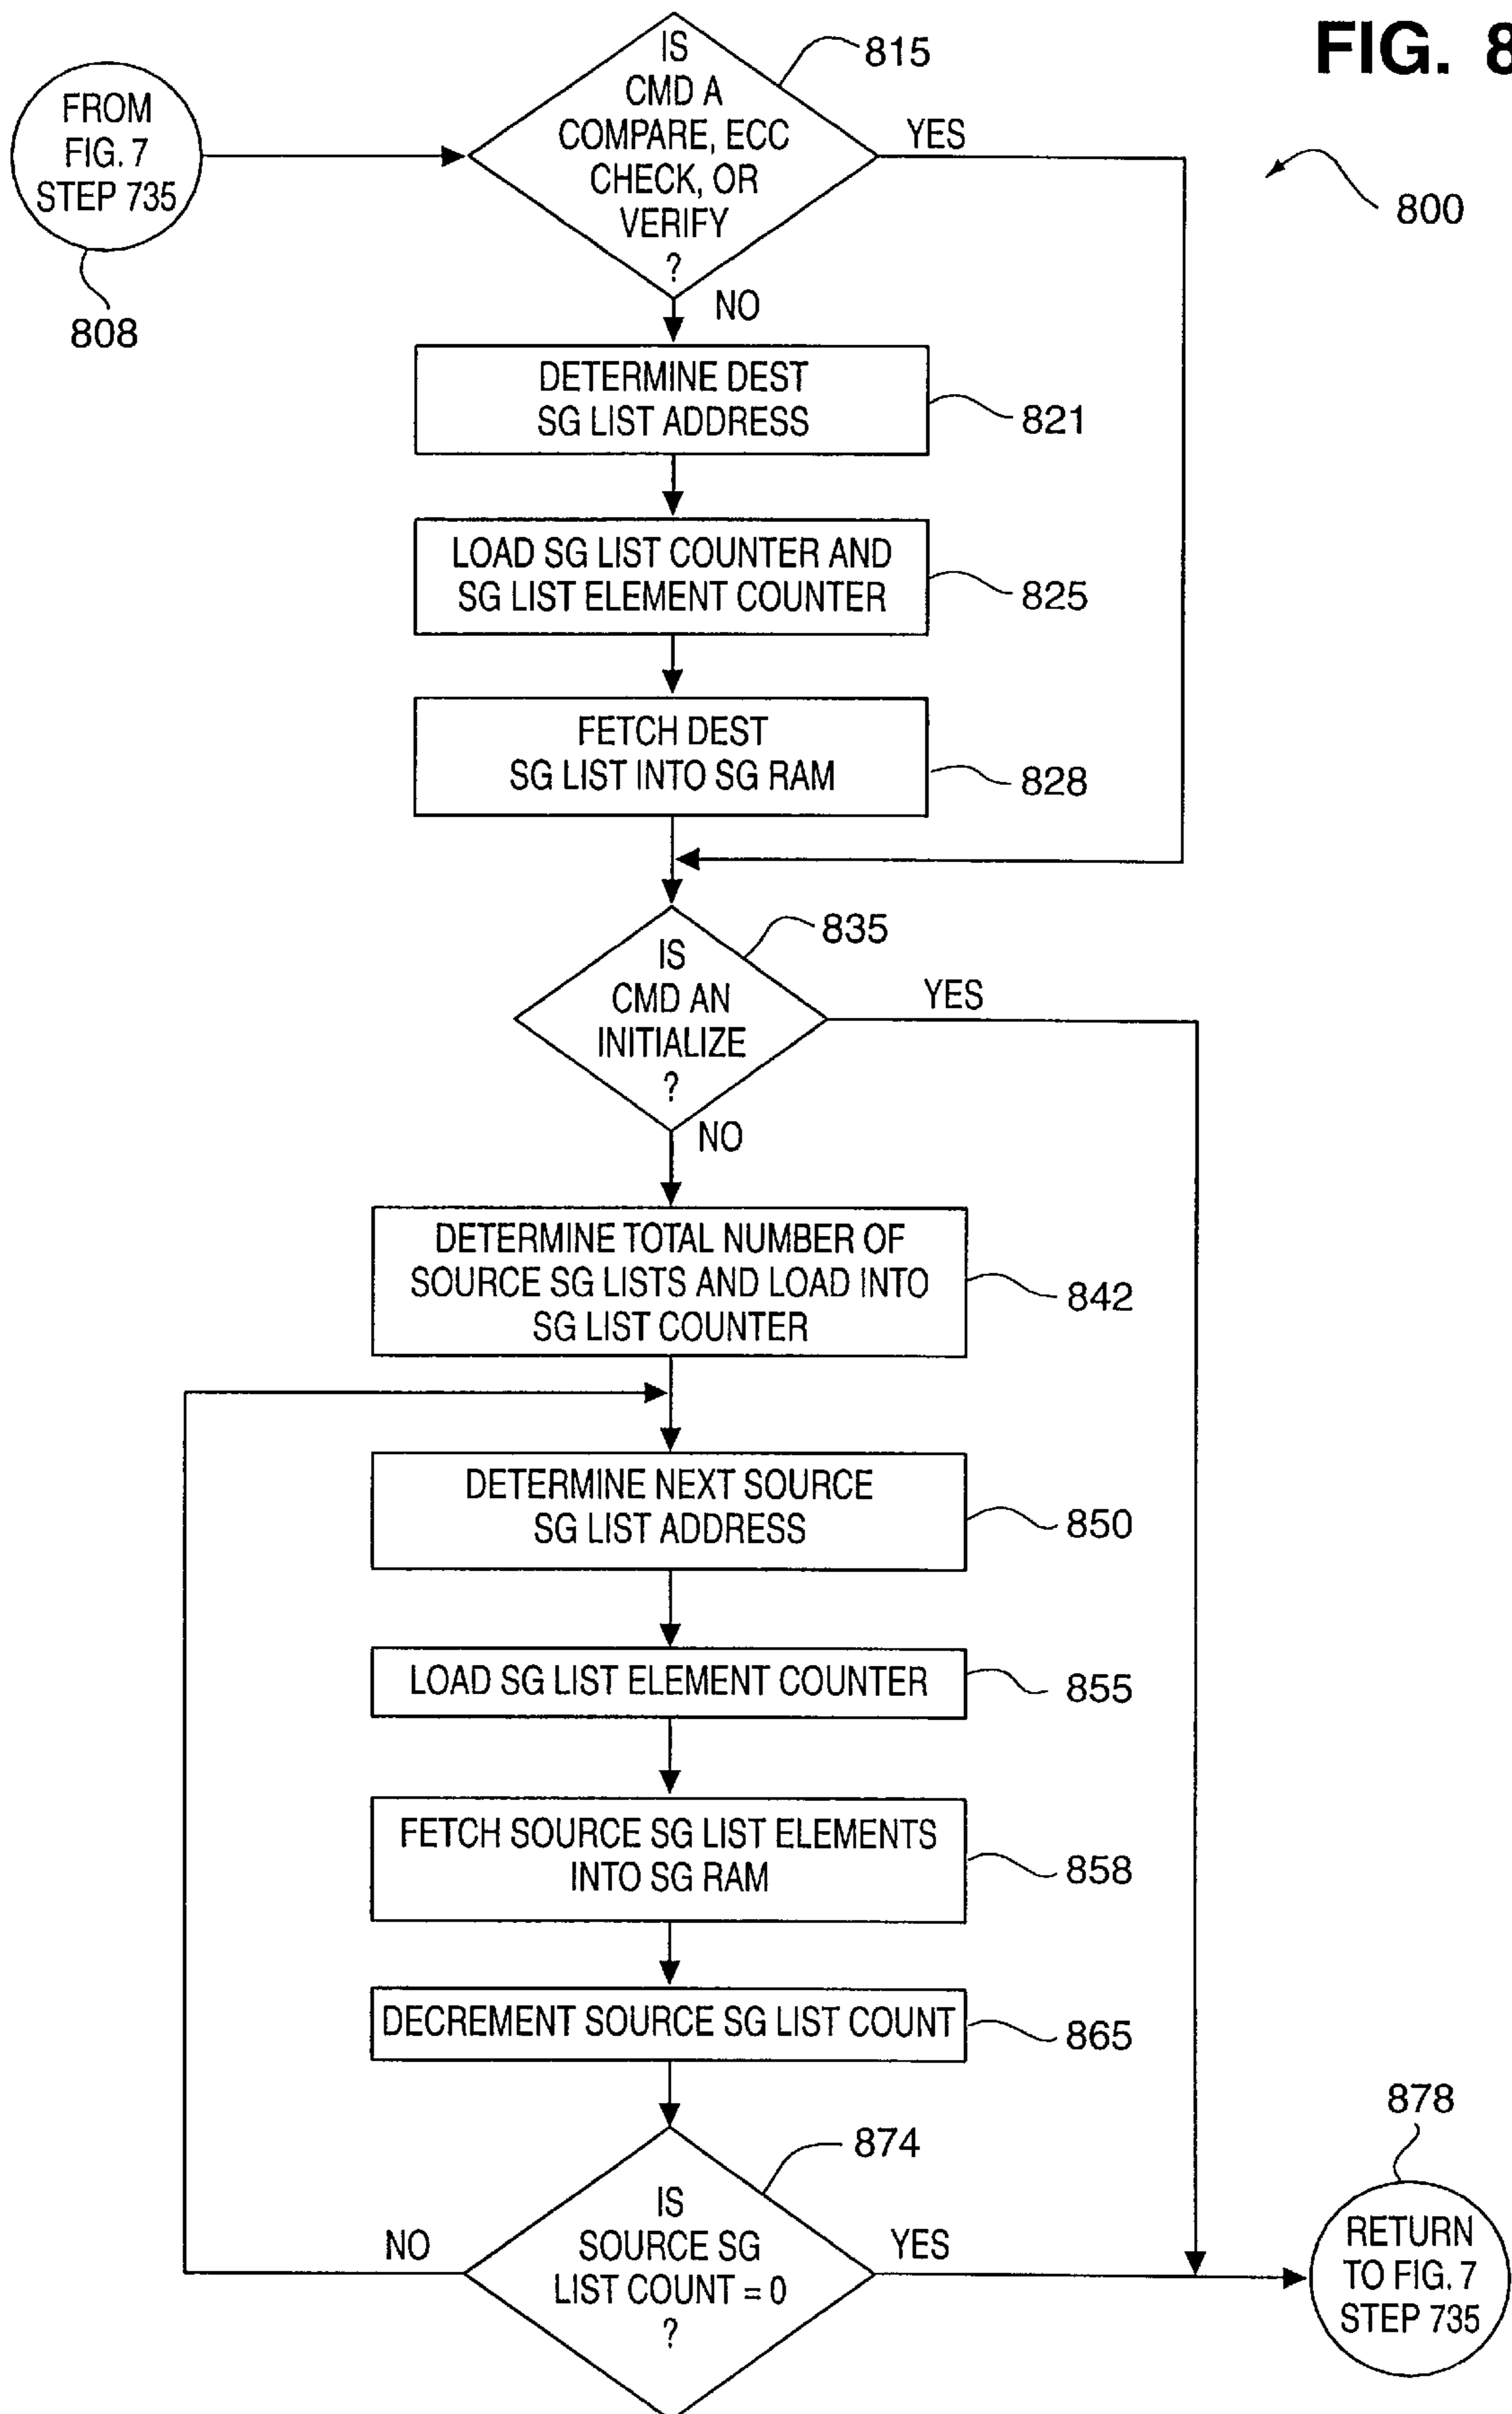 FIG. 8
FROM
FIG. 7
STEP 735
808
IS
CMD A
COMPARE, ECC
CHECK, OR
VERIFY
?
815
YES
800
NO
DETERMINE DEST
SG LIST ADDRESS
821
LOAD SG LIST COUNTER AND
SG LIST ELEMENT COUNTER
825
FETCH DEST
SG LIST INTO SG RAM
828
IS
CMD AN
INITIALIZE
?
835
YES
NO
DETERMINE TOTAL NUMBER OF
SOURCE SG LISTS AND LOAD INTO
SG LIST COUNTER
842
DETERMINE NEXT SOURCE
SG LIST ADDRESS
850
LOAD SG LIST ELEMENT COUNTER
855
FETCH SOURCE SG LIST ELEMENTS
INTO SG RAM
858
DECREMENT SOURCE SG LIST COUNT
865
IS
SOURCE SG
LIST COUNT = 0
?
874
NO
YES
878
RETURN
TO FIG. 7
STEP 735